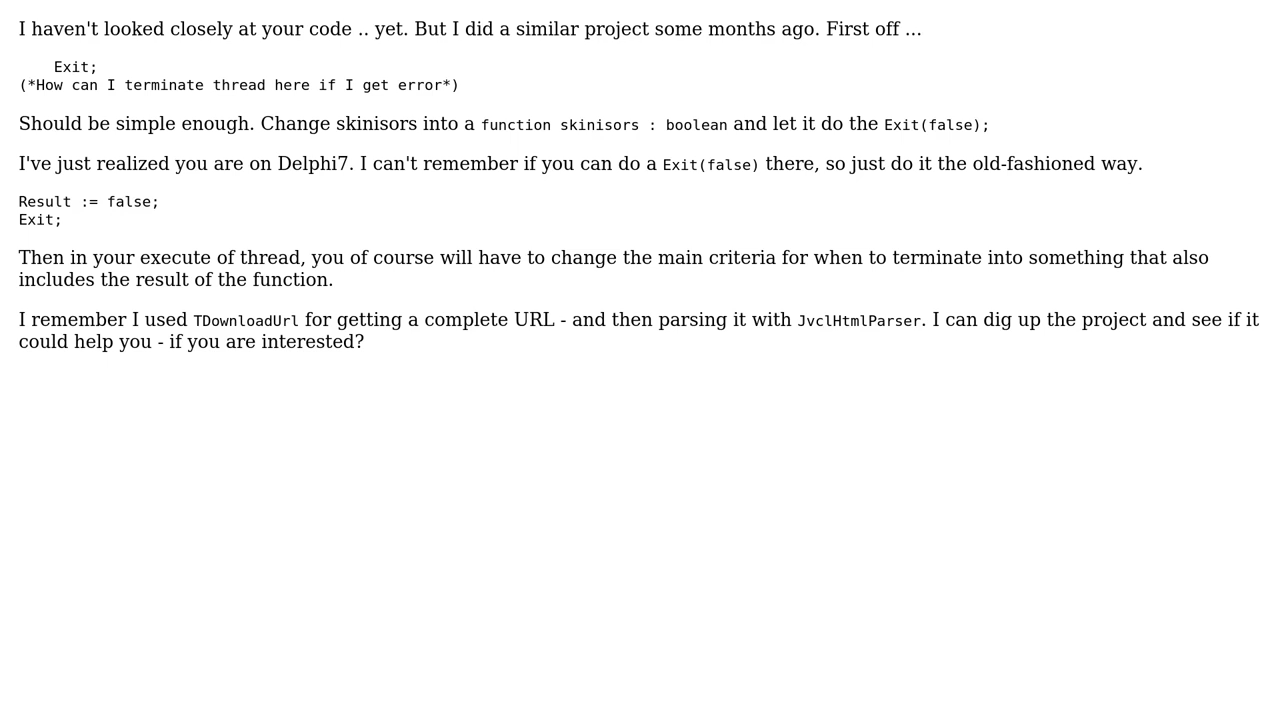 I haven't looked closely at your code .. yet. But I did a similar project some months ago. First off ...
    Exit;
(*How can I terminate thread here if I get error*)
Should be simple enough. Change skinisors into a function skinisors : boolean and let it do the Exit(false);
I've just realized you are on Delphi7. I can't remember if you can do a Exit(false) there, so just do it the old-fashioned way.
Result := false;
Exit;
Then in your execute of thread, you of course will have to change the main criteria for when to terminate into something that also
includes the result of the function.
I remember I used TDownloadUrl for getting a complete URL - and then parsing it with JvclHtmlParser. I can dig up the project and see if it
could help you - if you are interested?